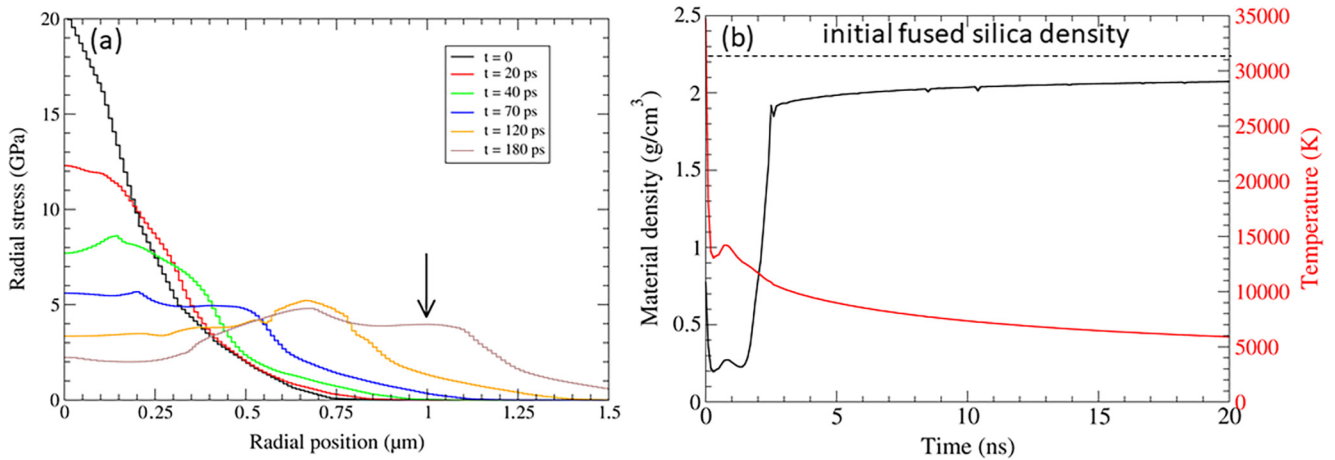 (a)
t = 0
t = 20 ps
t = 40 ps
t = 70 ps
t = 120 ps
t = 180 ps
20
15
10
5
0
Radial stress (GPa)
0 0.25 0.5 0.75 1 1.25 1.5
Radial position (μm)
(b)
initial fused silica density
2.5
2
1.5
1
0.5
0
Material density (g/cm³)
35000
30000
25000
20000
15000
10000
5000
0
Temperature (K)
0 5 10 15 20
Time (ns)